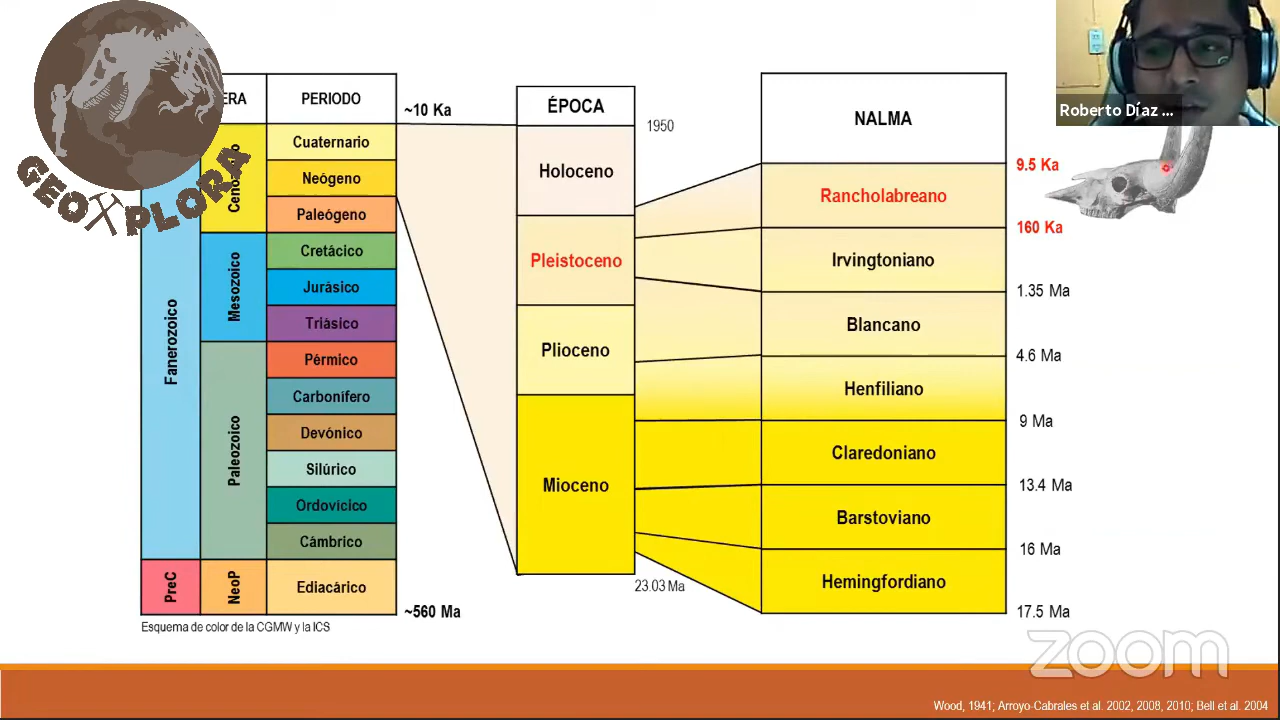 GEOXPLORA
ERA
PERIODO
~10 Ka
Cuaternario
Neógeno
Paleógeno
Cretácico
Jurásico
Triásico
Pérmico
Carbonífero
Devónico
Silúrico
Ordovícico
Cámbrico
Ediacárico
~560 Ma
Fanerozoico
Mesozoico
Paleozoico
PreC
NeoP
Esquema de color de la CGMW y la ICS
ÉPOCA
1950
Holoceno
Pleistoceno
Plioceno
Mioceno
23.03 Ma
NALMA
Rancholabreano
Irvingtoniano
Blancano
Henfiliano
Claredoniano
Barstoviano
Hemingfordiano
9.5 Ka
160 Ka
1.35 Ma
4.6 Ma
9 Ma
13.4 Ma
16 Ma
17.5 Ma
Roberto Díaz ...
zoom
Wood, 1941; Arroyo-Cabrales et al. 2002, 2008, 2010; Bell et al. 2004